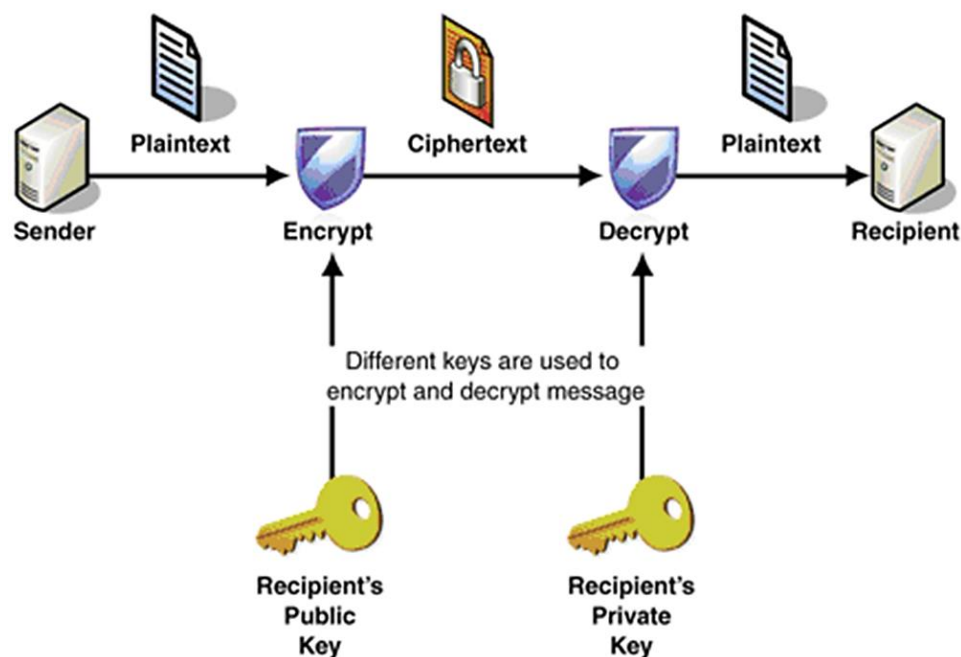 Plaintext
Ciphertext
Plaintext
Sender
Encrypt
Decrypt
Recipient
Different keys are used to
encrypt and decrypt message
Recipient's
Public
Key
Recipient's
Private
Key